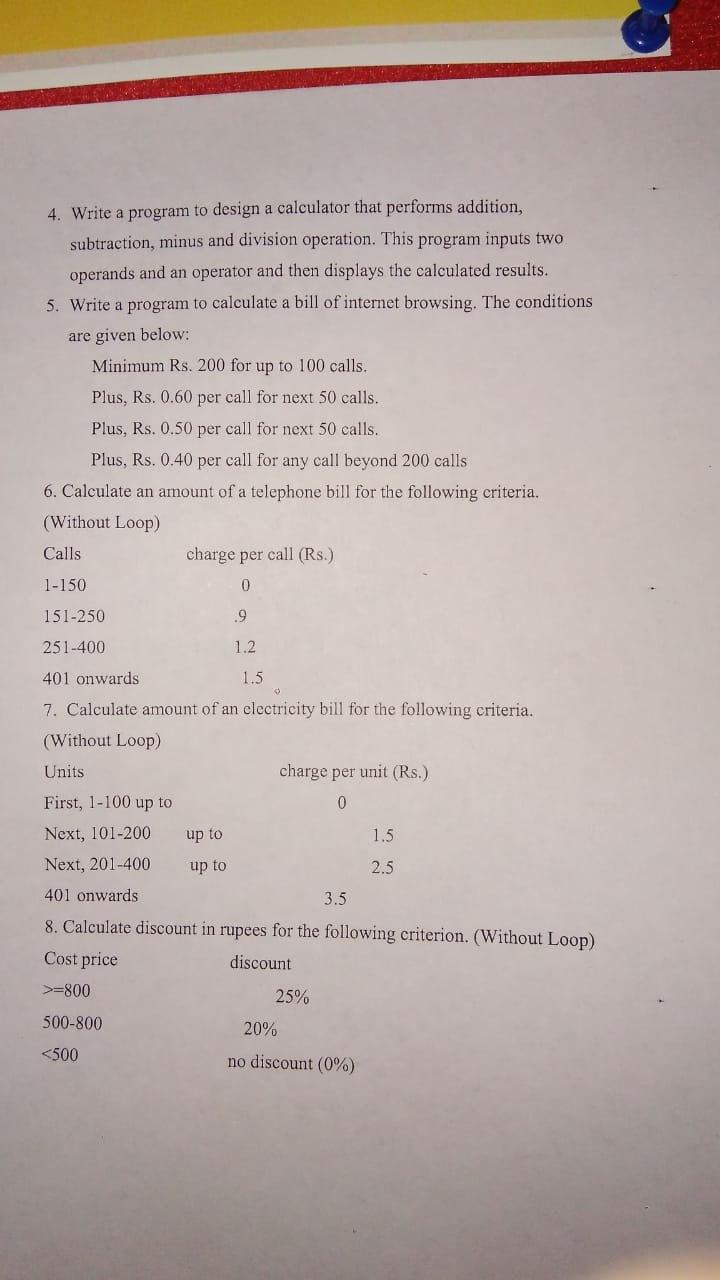 4. Write a program to design a calculator that performs addition,
subtraction, minus and division operation. This program inputs two
operands and an operator and then displays the calculated results.
5. Write a program to calculate a bill of internet browsing. The conditions
are given below:
Minimum Rs. 200 for up to 100 calls.
Plus, Rs. 0.60 per call for next 50 calls.
Plus, Rs. 0.50 per call for next 50 calls.
Plus, Rs. 0.40 per call for any call beyond 200 calls
6. Calculate an amount of a telephone bill for the following criteria.
(Without Loop)
Calls charge per call (Rs.)
1-150 0
151-250 .9
251-400 1.2
401 onwards 1.5
7. Calculate amount of an electricity bill for the following criteria.
(Without Loop)
Units charge per unit (Rs.)
First, 1-100 up to 0
Next, 101-200 up to 1.5
Next, 201-400 up to 2.5
401 onwards 3.5
8. Calculate discount in rupees for the following criterion. (Without Loop)
Cost price discount
>=800 25%
500-800 20%
<500 no discount (0%)